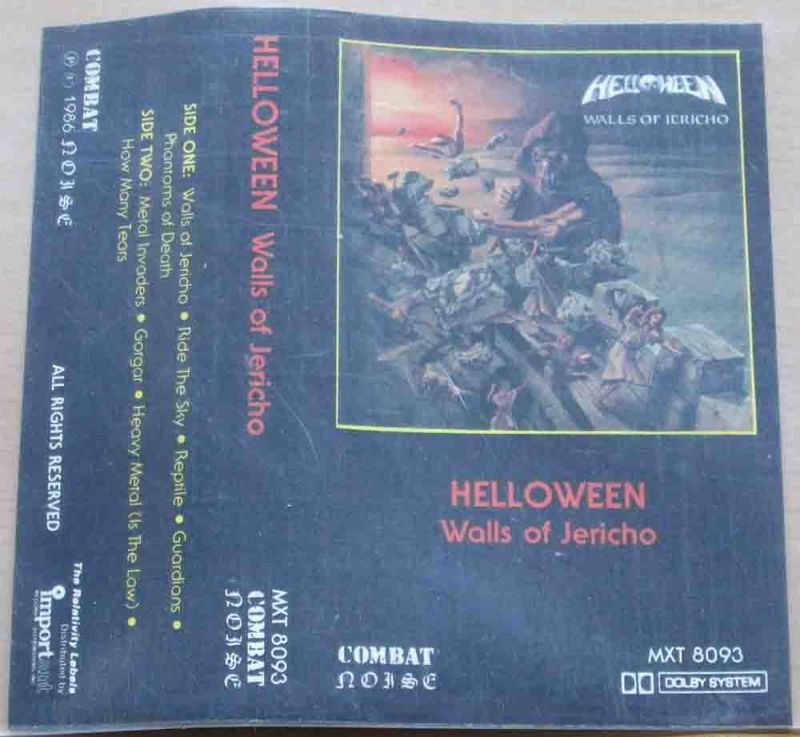 COMBAT
℗ © 1986 NOISE
ALL RIGHTS RESERVED
The Relativity Labels
Distributed by
important
SIDE ONE: Walls of Jericho • Ride The Sky • Reptile • Guardians •
Phantoms of Death
SIDE TWO: Metal Invaders • Gorgar • Heavy Metal (Is The Law) •
How Many Tears
HELLOWEEN Walls of Jericho
MXT 8093
COMBAT
NOISE
HELLOWEEN
WALLS OF JERICHO
HELLOWEEN
Walls of Jericho
COMBAT
NOISE
MXT 8093
DOLBY SYSTEM